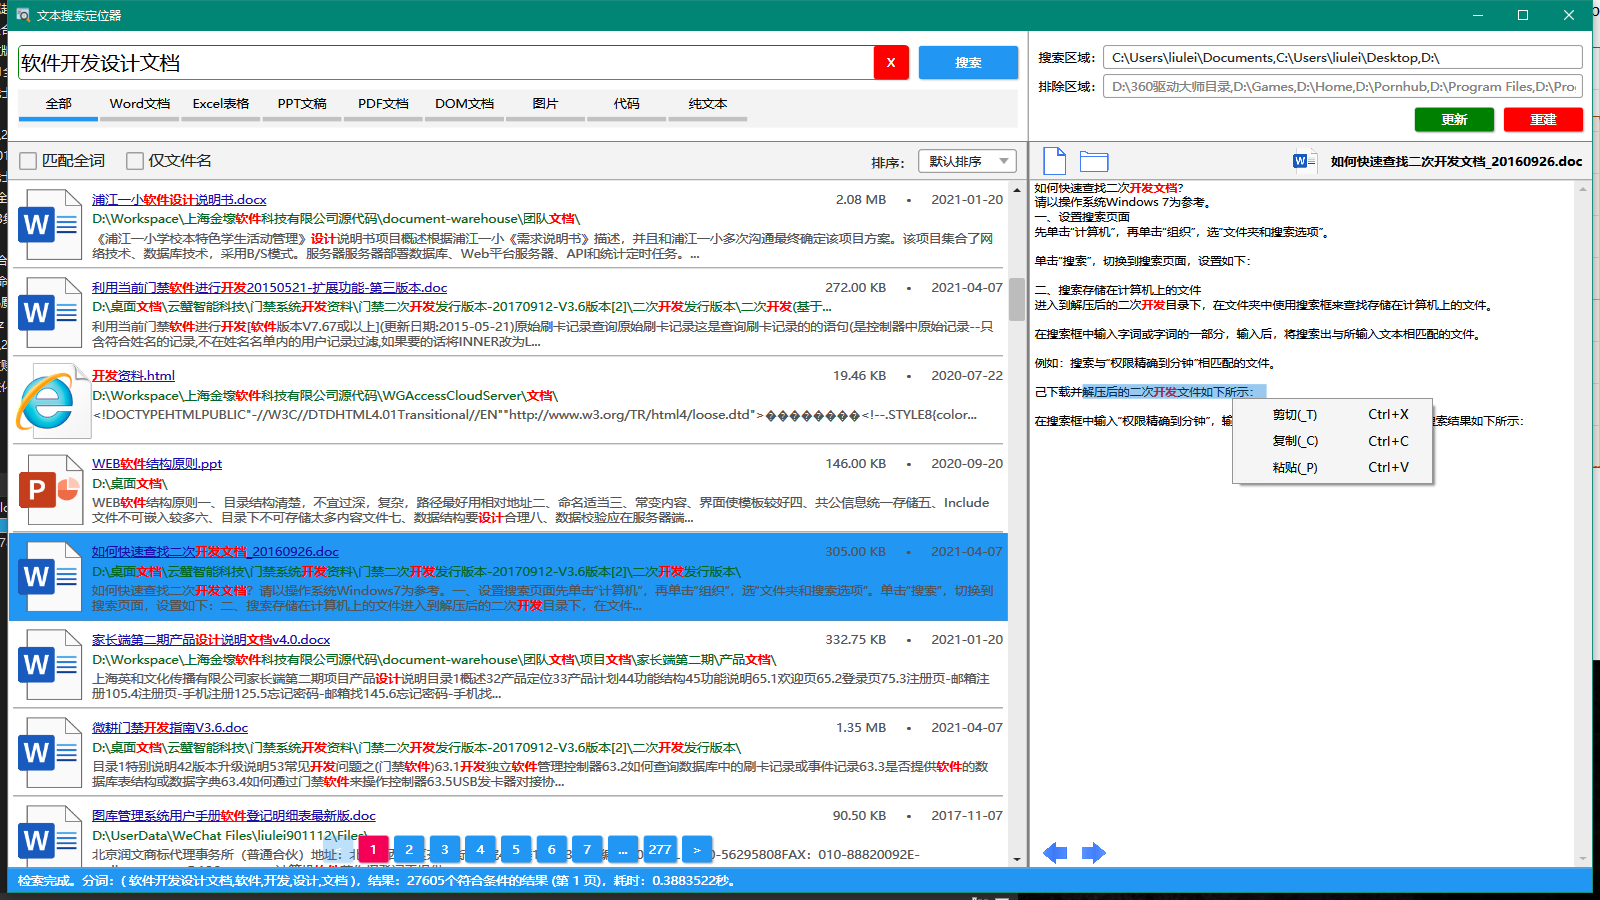 文本搜索定位器
软件开发设计文档
X
搜索
搜索区域：
C:\Users\liulei\Documents,C:\Users\liulei\Desktop,D:\
排除区域：
D:\360驱动大师目录,D:\Games,D:\Home,D:\Pornhub,D:\Program Files,D:\Proc
全部 Word文档 Excel表格 PPT文稿 PDF文档 DOM文档 图片 代码 纯文本
更新 重建
匹配全词 仅文件名
排序： 默认排序
如何快速查找二次开发文档_20160926.doc
浦江一小软件设计说明书.docx 2.08 MB • 2021-01-20
D:\Workspace\上海金壕软件科技有限公司源代码\document-warehouse\团队文档\
《浦江一小学校本特色学生活动管理》设计说明书项目概述根据浦江一小《需求说明书》描述，并且和浦江一小多次沟通最终确定该项目方案。该项目集合了网
络技术、数据库技术，采用B/S模式。服务器服务器部署数据库、Web平台服务器、API和统计定时任务。...
利用当前门禁软件进行开发20150521-扩展功能-第三版本.doc 272.00 KB • 2021-04-07
D:\桌面文档\云蟹智能科技\门禁系统开发资料\门禁二次开发发行版本-20170912-V3.6版本[2]\二次开发发行版本\二次开发(基于...
利用当前门禁软件进行开发[软件版本V7.67或以上](更新日期:2015-05-21)原始刷卡记录查询原始刷卡记录这是查询刷卡记录的的语句(是控制器中原始记录--只
含符合姓名的记录,不在姓名名单内的用户记录过滤,如果要的话将INNER改为L...
开发资料.html 19.46 KB • 2020-07-22
D:\Workspace\上海金壕软件科技有限公司源代码\WGAccessCloudServer\文档\
<!DOCTYPEHTMLPUBLIC"-//W3C//DTDHTML4.01Transitional//EN""http://www.w3.org/TR/html4/loose.dtd">���������<!--.STYLE8{color...
WEB软件结构原则.ppt 146.00 KB • 2020-09-20
D:\桌面文档\
WEB软件结构原则一、目录结构清楚，不宜过深，复杂，路径最好用相对地址二、命名适当三、常变内容、界面使模板较好四、共公信息统一存储五、Include
文件不可嵌入较多六、目录下不可存储太多内容文件七、数据结构要设计合理八、数据校验应在服务器端...
如何快速查找二次开发文档_20160926.doc 305.00 KB • 2021-04-07
D:\桌面文档\云蟹智能科技\门禁系统开发资料\门禁二次开发发行版本-20170912-V3.6版本[2]\二次开发发行版本\
如何快速查找二次开发文档？请以操作系统Windows7为参考。一、设置搜索页面先单击“计算机”，再单击“组织”，选“文件夹和搜索选项”。单击“搜索”，切换到
搜索页面，设置如下：二、搜索存储在计算机上的文件进入到解压后的二次开发目录下，在文件...
家长端第二期产品设计说明文档v4.0.docx 332.75 KB • 2021-01-20
D:\Workspace\上海金壕软件科技有限公司源代码\document-warehouse\团队文档\项目文档\家长端第二期\产品文档\
上海英和文化传播有限公司家长端第二期项目产品设计说明目录1概述32产品定位33产品计划44功能结构45功能说明65.1欢迎页65.2登录页75.3注册页-邮箱注
册105.4注册页-手机注册125.5忘记密码-邮箱找145.6忘记密码-手机找...
微耕门禁开发指南V3.6.doc 1.35 MB • 2021-04-07
D:\桌面文档\云蟹智能科技\门禁系统开发资料\门禁二次开发发行版本-20170912-V3.6版本[2]\二次开发发行版本\
目录1特别说明42版本升级说明53常见开发问题之(门禁软件)63.1开发独立软件管理控制器63.2如何查询数据库中的刷卡记录或事件记录63.3是否提供软件的数
据库表结构或数据字典63.4如何通过门禁软件来操作控制器63.5USB发卡器对接协...
图库管理系统用户手册软件登记明细表最新版.doc 90.50 KB • 2017-11-07
D:\UserData\WeChat Files\liulei901112\Files\
北京润文商标代理事务所（普通合伙）地址：北 -56295808FAX：010-88820092E-
< 1 2 3 4 5 6 7 ... 277 >
检索完成。分词：( 软件开发设计文档,软件,开发,设计,文档 )，结果：27605个符合条件的结果 (第 1 页)，耗时：0.3883522秒。
如何快速查找二次开发文档？
请以操作系统Windows 7为参考。
一、设置搜索页面
先单击“计算机”，再单击“组织”，选“文件夹和搜索选项”。
单击“搜索”，切换到搜索页面，设置如下：
二、搜索存储在计算机上的文件
进入到解压后的二次开发目录下，在文件夹中使用搜索框来查找存储在计算机上的文件。
在搜索框中输入字词或字词的一部分，输入后，将搜索出与所输入文本相匹配的文件。
例如：搜索与“权限精确到分钟”相匹配的文件。
己下载并解压后的二次开发文件如下所示：
在搜索框中输入“权限精确到分钟”，输 索结果如下所示：
剪切(_T) Ctrl+X
复制(_C) Ctrl+C
粘贴(_P) Ctrl+V